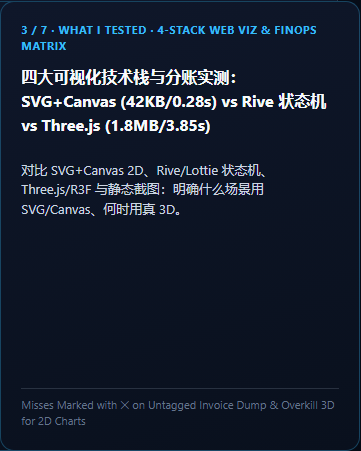 3 / 7 · WHAT I TESTED · 4-STACK WEB VIZ & FINOPS
MATRIX
四大可视化技术栈与分账实测：
SVG+Canvas (42KB/0.28s) vs Rive 状态机
vs Three.js (1.8MB/3.85s)
对比 SVG+Canvas 2D、Rive/Lottie 状态机、
Three.js/R3F 与静态截图：明确什么场景用
SVG/Canvas、何时用真 3D。
Misses Marked with ✕ on Untagged Invoice Dump & Overkill 3D
for 2D Charts